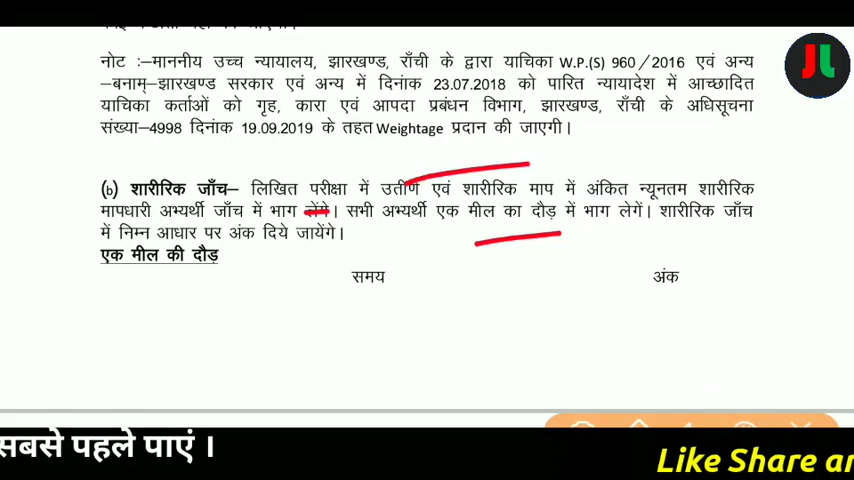 नोट :–माननीय उच्च न्यायालय, झारखण्ड, राँची के द्वारा याचिका W.P.(S) 960/2016 एवं अन्य
–बनाम्–झारखण्ड सरकार एवं अन्य में दिनांक 23.07.2018 को पारित न्यायादेश में आच्छादित
याचिका कर्ताओं को गृह, कारा एवं आपदा प्रबंधन विभाग, झारखण्ड, राँची के अधिसूचना
संख्या–4998 दिनांक 19.09.2019 के तहत Weightage प्रदान की जाएगी।
(b) शारीरिक जाँच– लिखित परीक्षा में उतीर्ण एवं शारीरिक माप में अंकित न्यूनतम शारीरिक
मापधारी अभ्यर्थी जाँच में भाग लेंगे। सभी अभ्यर्थी एक मील का दौड़ में भाग लेगें। शारीरिक जाँच
में निम्न आधार पर अंक दिये जायेंगे।
एक मील की दौड़
समय अंक
सबसे पहले पाएं ।
Like Share an
JL